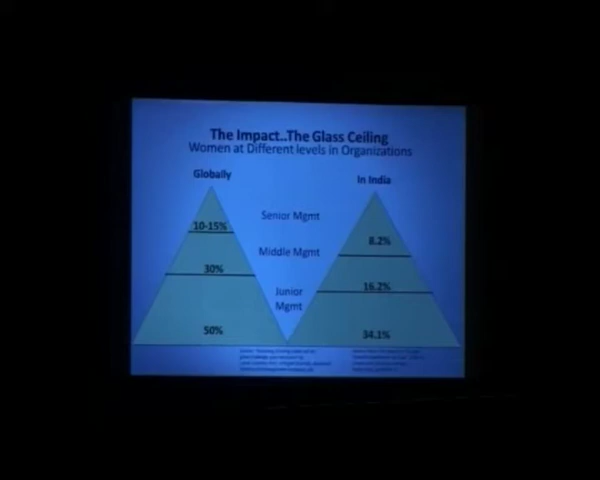 The Impact..The Glass Ceiling
Women at Different levels in Organizations
Globally
In India
Senior Mgmt
10-15%
8.2%
Middle Mgmt
30%
16.2%
Junior
Mgmt
50%
34.1%